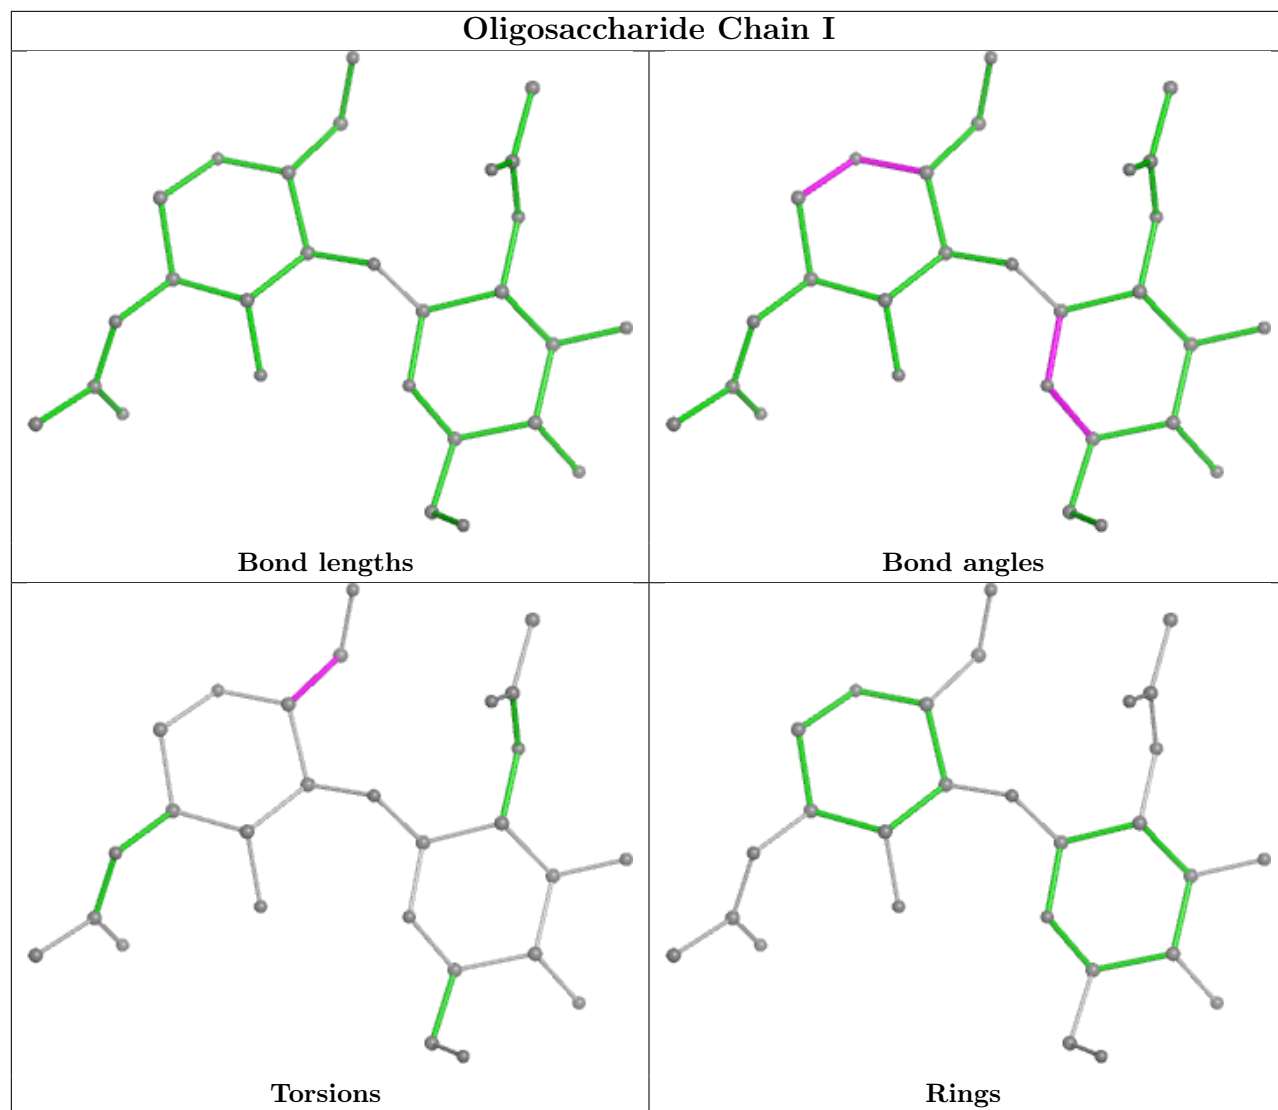 Oligosaccharide Chain I
Bond lengths
Bond angles
Torsions
Rings